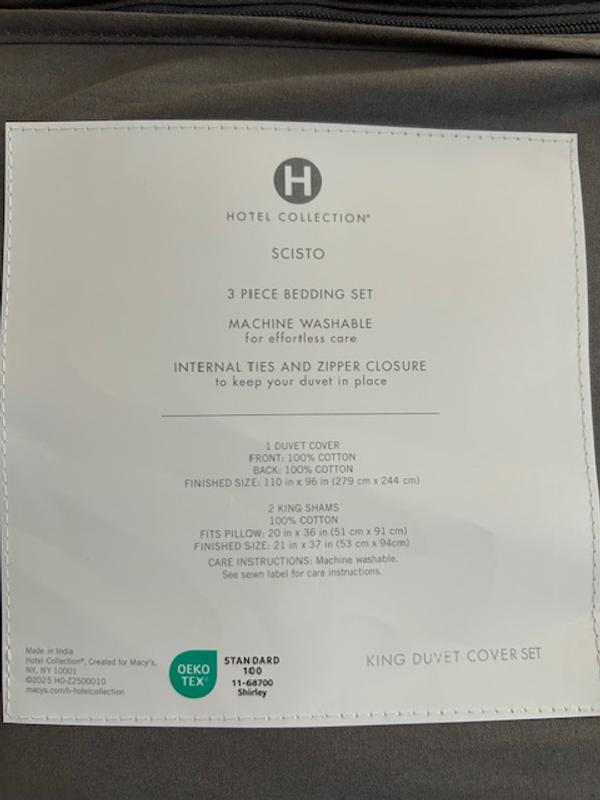 H
HOTEL COLLECTION®
SCISTO
3 PIECE BEDDING SET
MACHINE WASHABLE
for effortless care
INTERNAL TIES AND ZIPPER CLOSURE
to keep your duvet in place
1 DUVET COVER
FRONT: 100% COTTON
BACK: 100% COTTON
FINISHED SIZE: 110 in x 96 in (279 cm x 244 cm)
2 KING SHAMS
100% COTTON
FITS PILLOW: 20 in x 36 in (51 cm x 91 cm)
FINISHED SIZE: 21 in x 37 in (53 cm x 94cm)
CARE INSTRUCTIONS: Machine washable.
See sewn label for care instructions.
Made in India
Hotel Collection®, Created for Macy's,
NY, NY 10001
©2025 HO-Z2500010
macys.com/h-hotelcollection
OEKO
TEX®
STANDARD
100
11-68700
Shirley
KING DUVET COVER SET